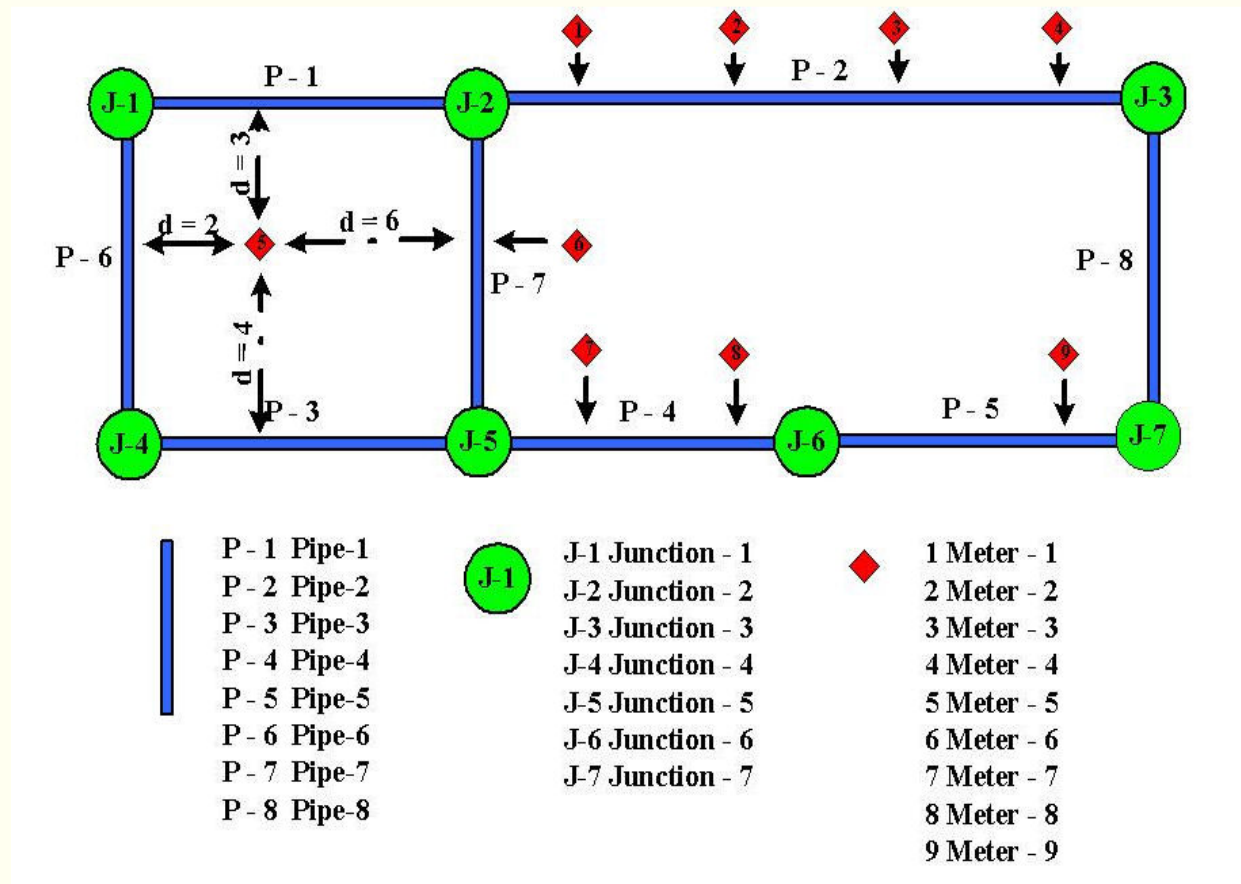 1 2 3 4
P - 1 P - 2
J-1 J-2 J-3
d = 3
d = 2 d = 6
5 6
P - 6 P - 7 P - 8
d = 4
7 8 9
P - 3 P - 4 P - 5
J-4 J-5 J-6 J-7
P - 1 Pipe-1
P - 2 Pipe-2
P - 3 Pipe-3
P - 4 Pipe-4
P - 5 Pipe-5
P - 6 Pipe-6
P - 7 Pipe-7
P - 8 Pipe-8
J-1
J-1 Junction - 1
J-2 Junction - 2
J-3 Junction - 3
J-4 Junction - 4
J-5 Junction - 5
J-6 Junction - 6
J-7 Junction - 7
1 Meter - 1
2 Meter - 2
3 Meter - 3
4 Meter - 4
5 Meter - 5
6 Meter - 6
7 Meter - 7
8 Meter - 8
9 Meter - 9